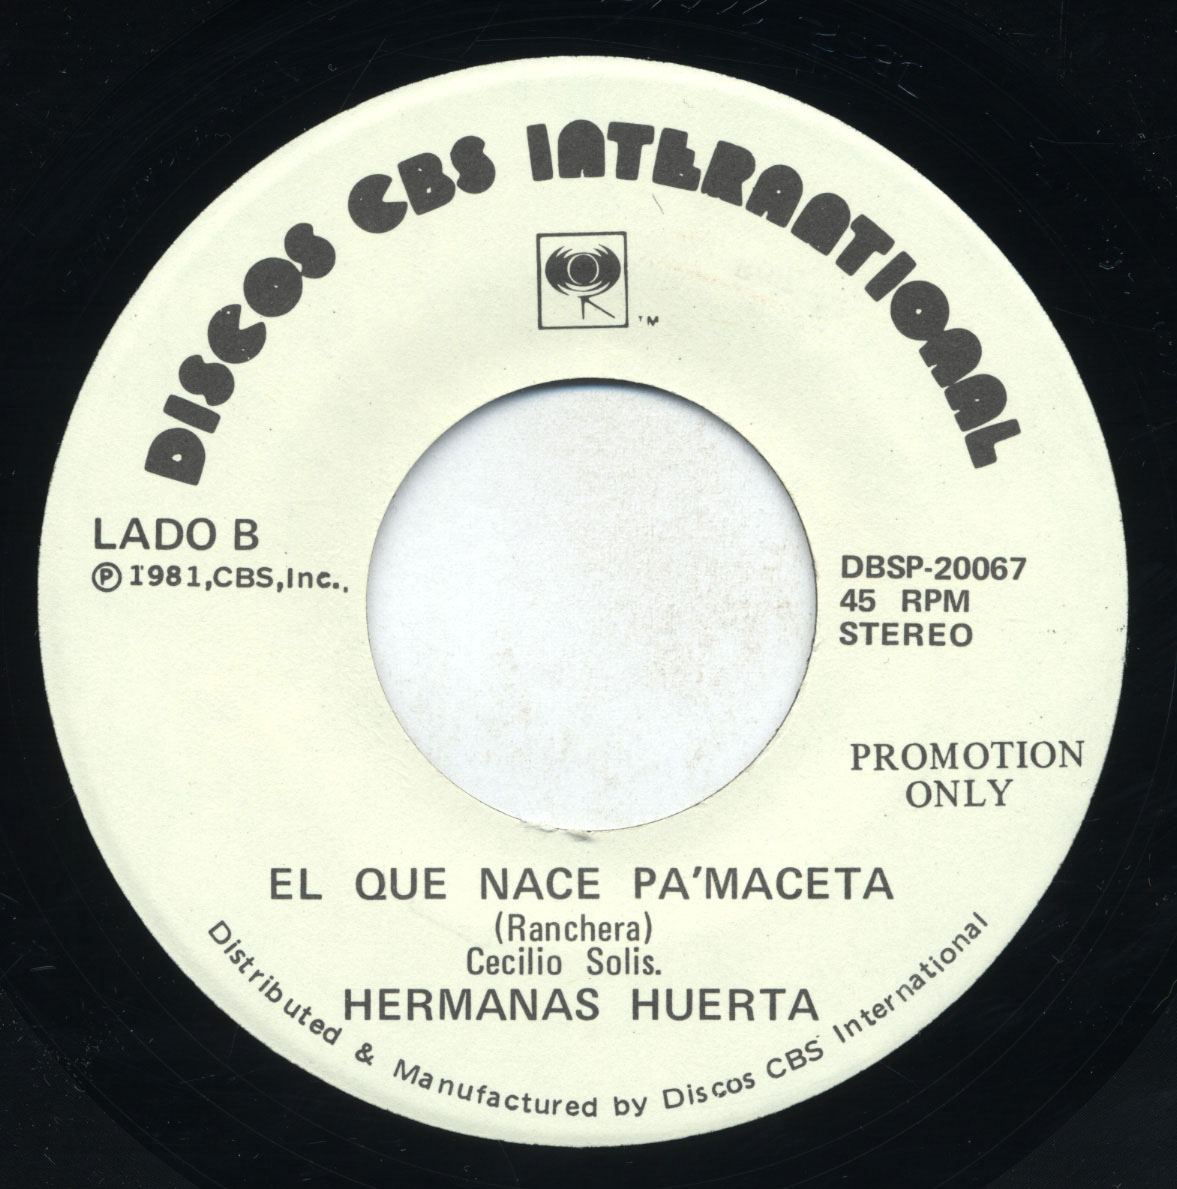 DISCOS CBS INTERNATIONAL
TM
LADO B
Ⓟ 1981,CBS,Inc.,
DBSP-20067
45 RPM
STEREO
PROMOTION
ONLY
EL QUE NACE PA'MACETA
(Ranchera)
Cecilio Solis.
HERMANAS HUERTA
Distributed & Manufactured by Discos CBS International